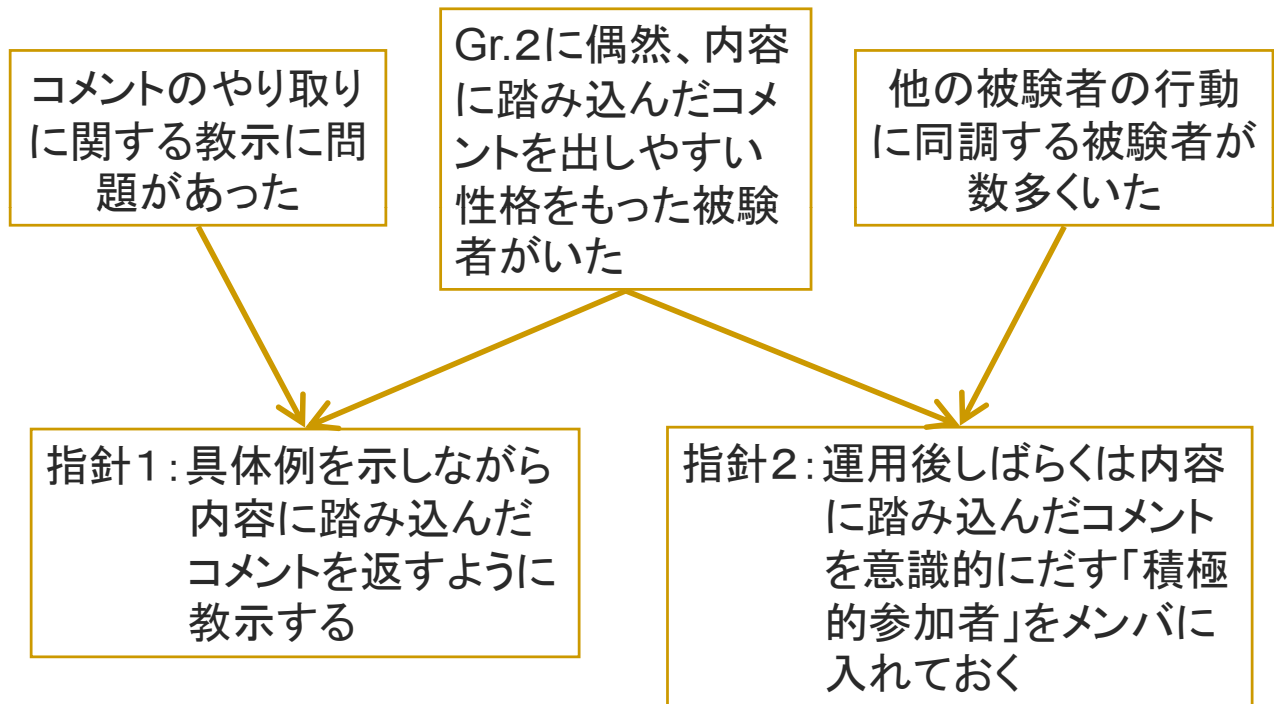 コメントのやり取り
に関する教示に問
題があった
Gr.2に偶然、内容
に踏み込んだコメ
ントを出しやすい
性格をもった被験
者がいた
他の被験者の行動
に同調する被験者が
数多くいた
指針1:具体例を示しながら
内容に踏み込んだ
コメントを返すように
教示する
指針2:運用後しばらくは内容
に踏み込んだコメント
を意識的にだす「積極
的参加者」をメンバに
入れておく